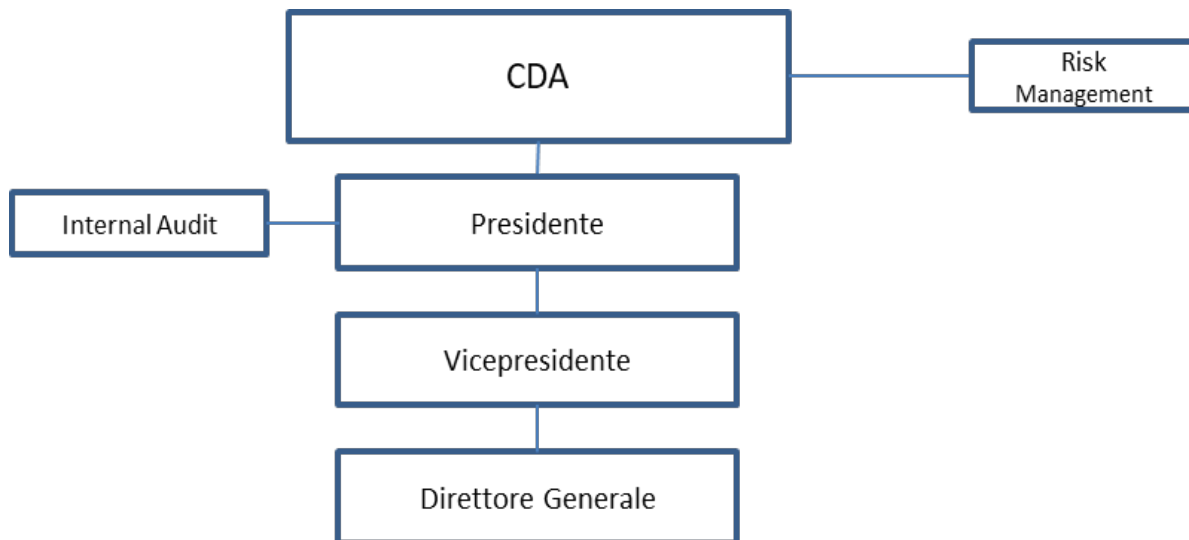 CDA
Risk
Management
Internal Audit
Presidente
Vicepresidente
Direttore Generale